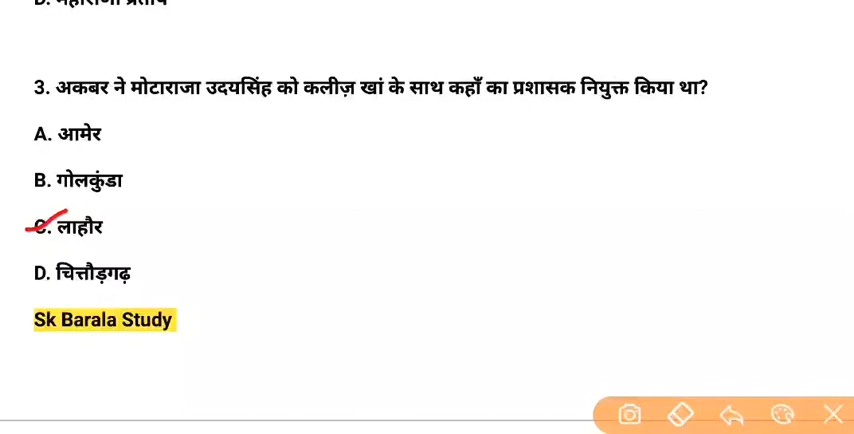 3. अकबर ने मोटाराजा उदयसिंह को कलीज़ खां के साथ कहाँ का प्रशासक नियुक्त किया था?
A. आमेर
B. गोलकुंडा
C. लाहौर
D. चित्तौड़गढ़
Sk Barala Study